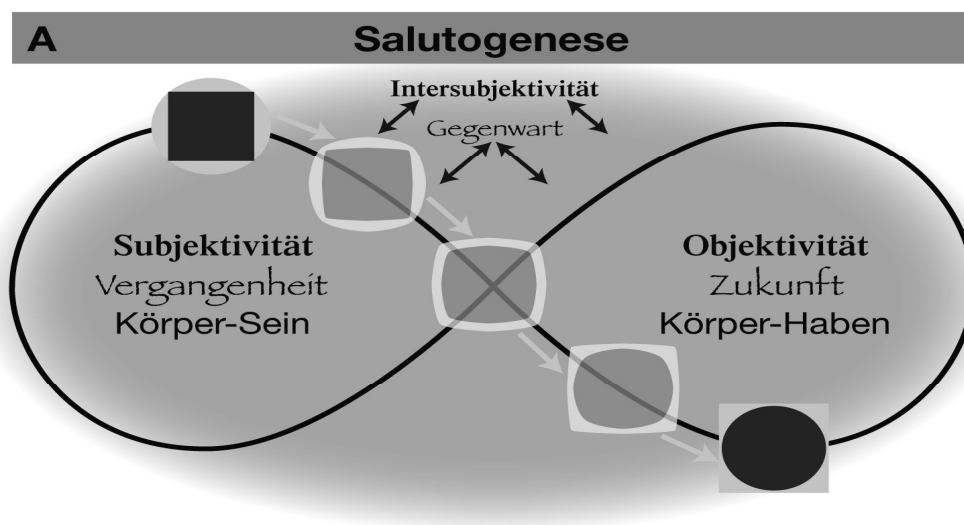 A
Salutogenese
Intersubjektivität
Gegenwart
Subjektivität
Vergangenheit
Körper-Sein
Objektivität
Zukunft
Körper-Haben